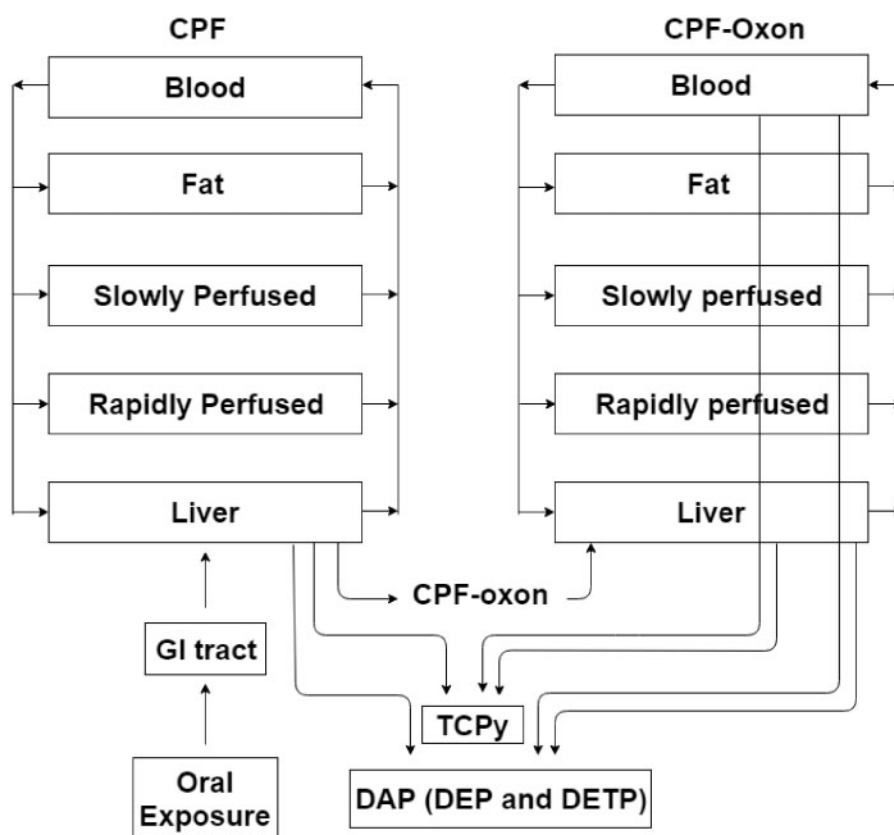 CPF
Blood
Fat
Slowly Perfused
Rapidly Perfused
Liver
GI tract
Oral
Exposure
CPF-Oxon
Blood
Fat
Slowly perfused
Rapidly perfused
Liver
CPF-oxon
TCPy
DAP (DEP and DETP)